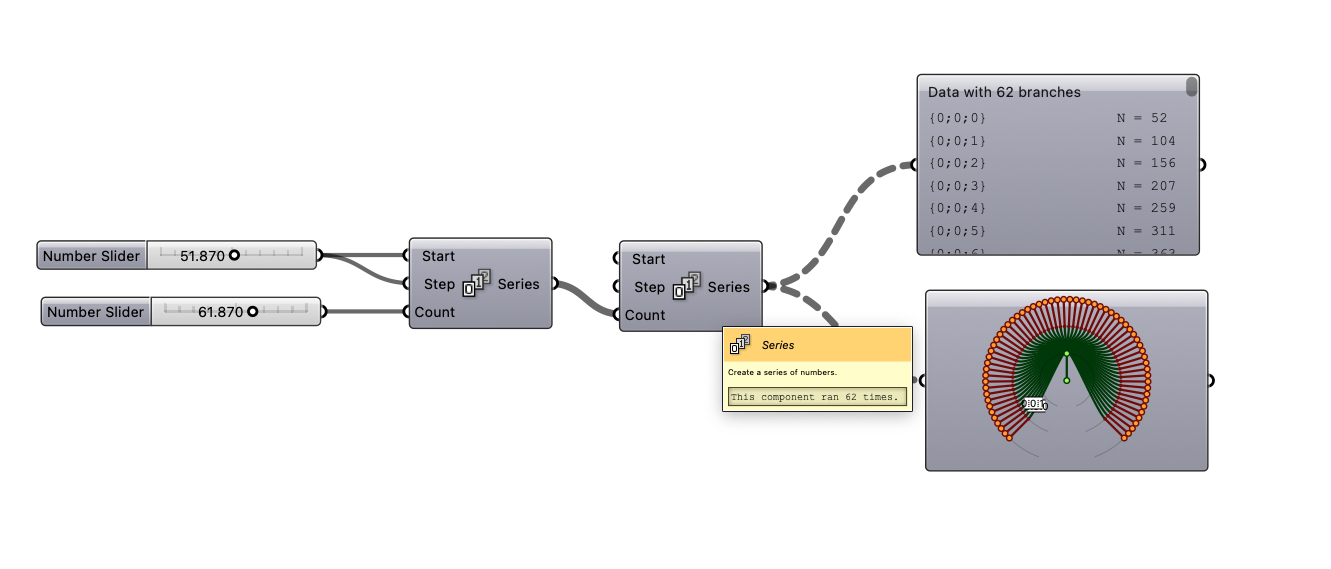 Data with 62 branches
{0;0;0} N = 52
{0;0;1} N = 104
{0;0;2} N = 156
{0;0;3} N = 207
{0;0;4} N = 259
{0;0;5} N = 311
{0;0;6} N = 363
Number Slider 51.870
Number Slider 61.870
Start
Step Series
Count
Start
Step Series
Count
Series
Create a series of numbers.
This component ran 62 times.